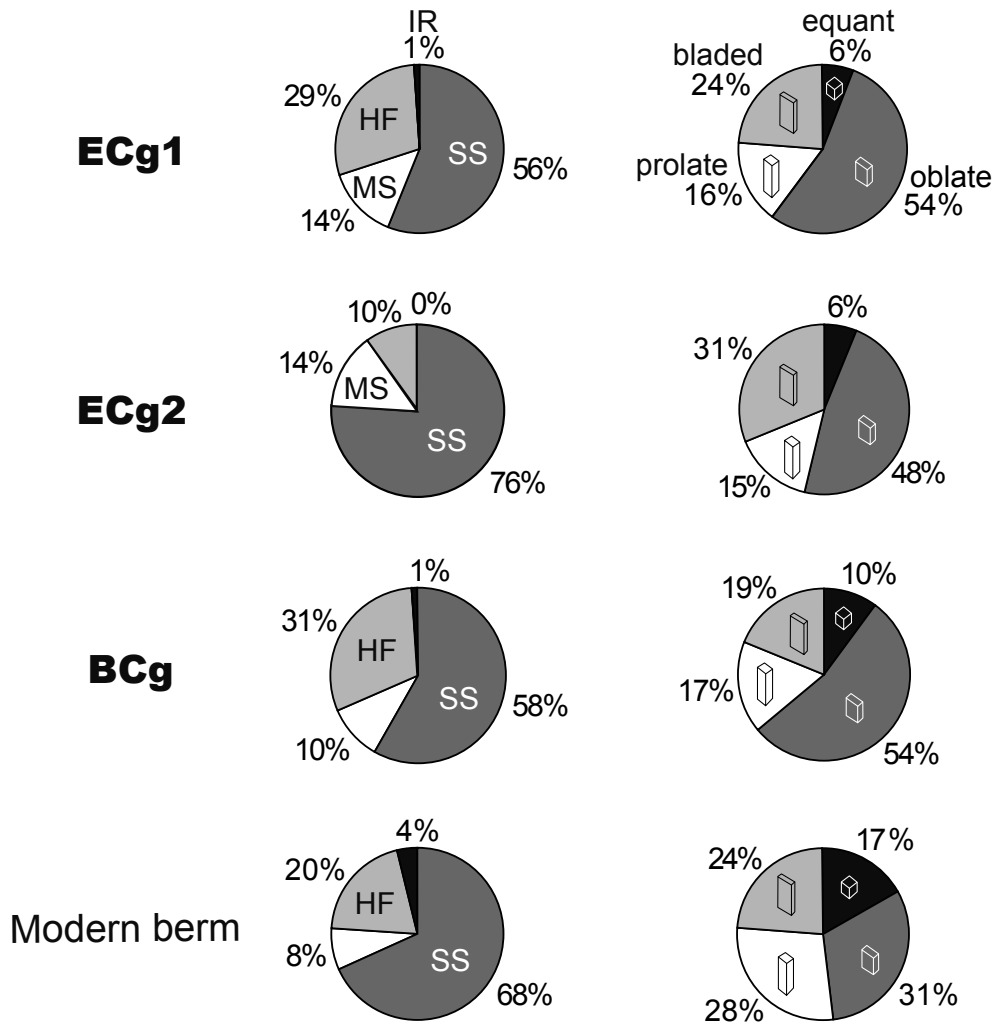 IR
1%
29%
HF
SS
56%
MS
14%
equant
6%
bladed
24%
prolate
16%
oblate
54%
ECg1
10%
0%
14%
MS
SS
76%
6%
31%
15%
48%
ECg2
1%
31%
HF
SS
58%
10%
19%
10%
17%
54%
BCg
4%
20%
HF
8%
SS
68%
24%
17%
28%
31%
Modern berm